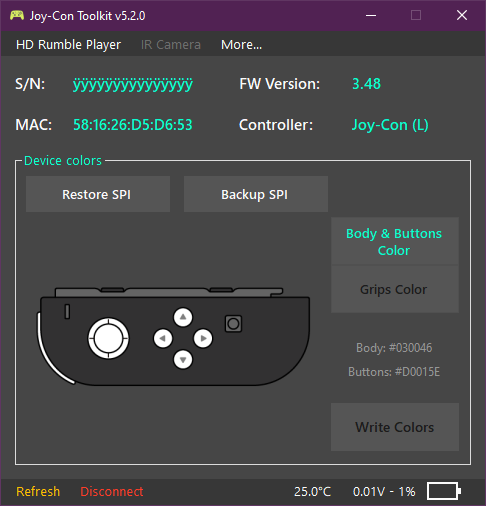 Joy-Con Toolkit v5.2.0
HD Rumble Player IR Camera More...
S/N: ÿÿÿÿÿÿÿÿÿÿÿÿÿÿÿ FW Version: 3.48
MAC: 58:16:26:D5:D6:53 Controller: Joy-Con (L)
Device colors
Restore SPI Backup SPI
Body & Buttons
Color
Grips Color
Body: #030046
Buttons: #D0015E
Write Colors
Refresh Disconnect 25.0°C 0.01V - 1%